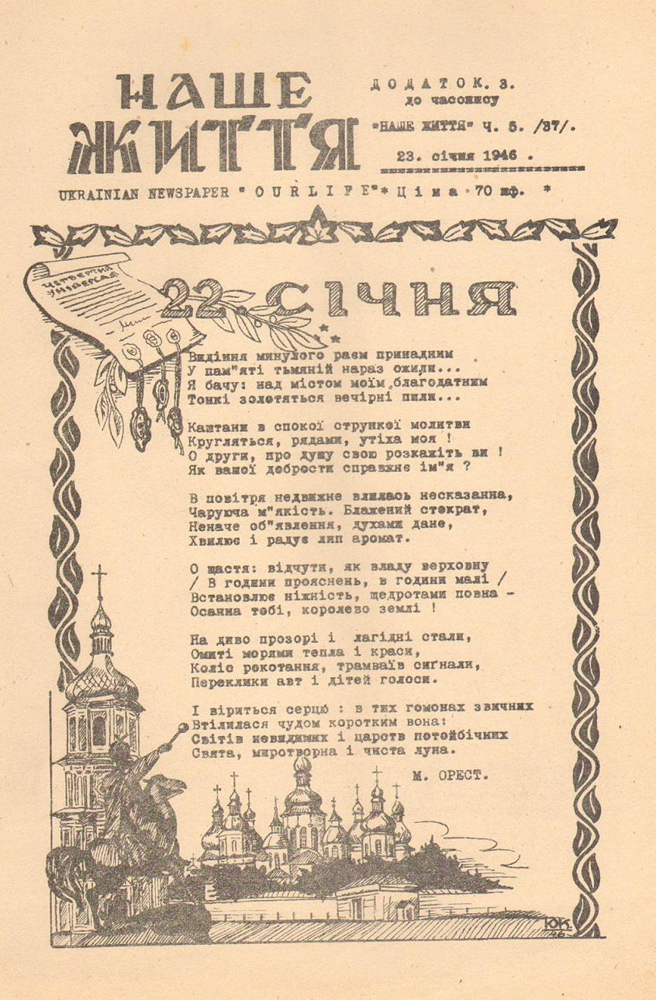 НАШЕ
ЖИТТЯ
ДОДАТОК. 3.
до часопису
"НАШЕ ЖИТТЯ" Ч. 5. /37/.
23. січня 1946 .
UKRAINIAN NEWSPAPER " O U R L I F E"* Ц і н а 70 пф. *
ЧЕТВЕРТИЙ
УНІВЕРСАЛ
22. СІЧНЯ
Видіння минулого раєм принадним
У пам"яті тьмяній нараз ожили...
Я бачу: над містом моїм благодатним
Тонкі золотяться вечірні пили...
Каштани в спокої стрункої молитви
Кругляться, рядами, утіха моя !
О други, про душу свою розкажіть ви !
Як вашої добрости справжнє ім"я ?
В повітря недвижне влилась несказанна,
Чаруюча м"якість. Блажений стократ,
Неначе об"явлення, духами дане,
Хвилює і радує лип аромат.
О щастя: відчути, як владу верховну
/ В години прояснень, в години малі /
Встановлює ніжність, щедротами повна -
Осанна тобі, королево землі !
На диво прозорі і лагідні стали,
Омиті морями тепла і краси,
Коліс рокотання, трамваїв сиґнали,
Переклики авт і дітей голоси.
І віриться серцю : в тих гомонах звичних
Втілилася чудом коротким вона:
Світів невидимих і царств потойбічних
Свята, миротворна і чиста луна.
М. ОРЕСТ.
ЮК.
46